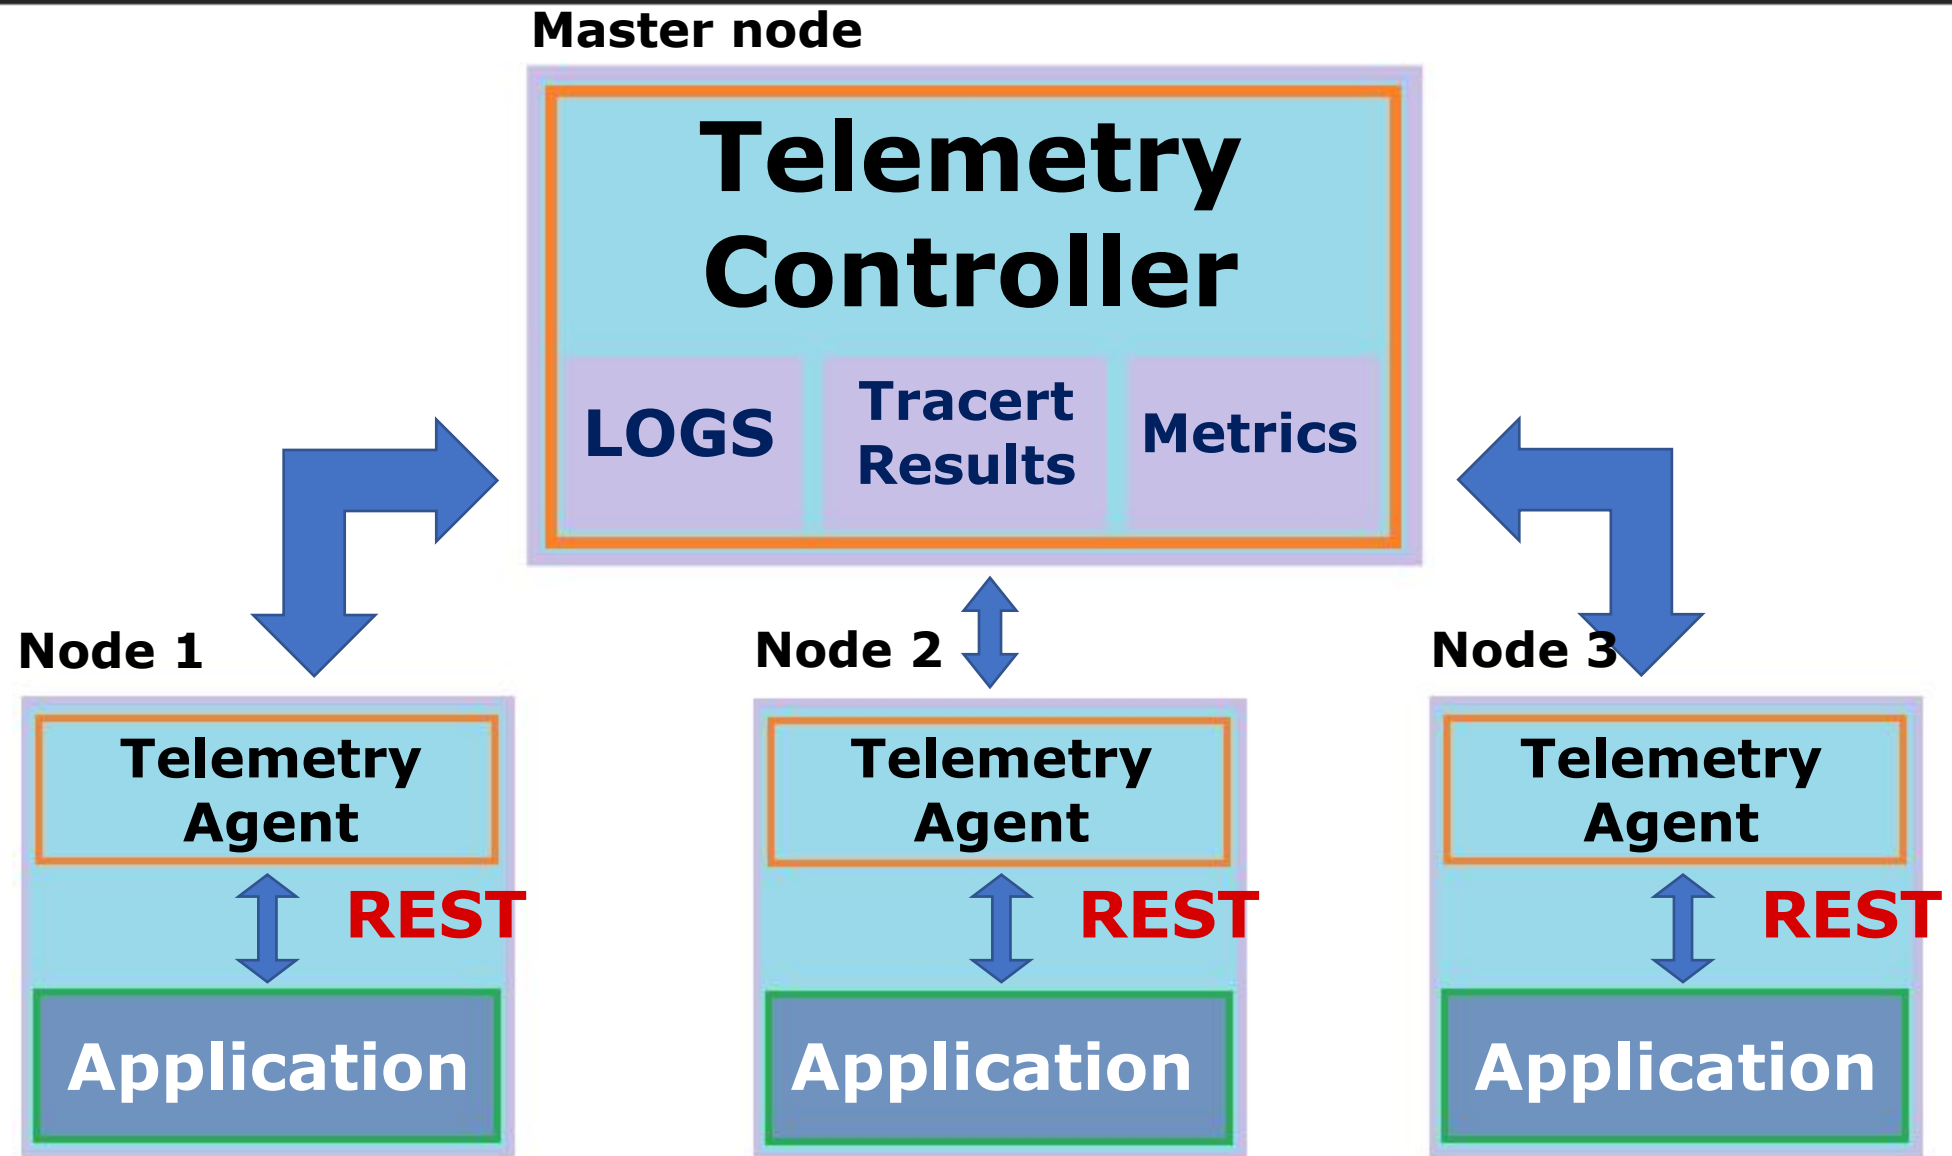 Master node
Telemetry
Controller
LOGS
Tracert
Results
Metrics
Node 1
Node 2
Node 3
Telemetry
Agent
REST
Application
Telemetry
Agent
REST
Application
Telemetry
Agent
REST
Application